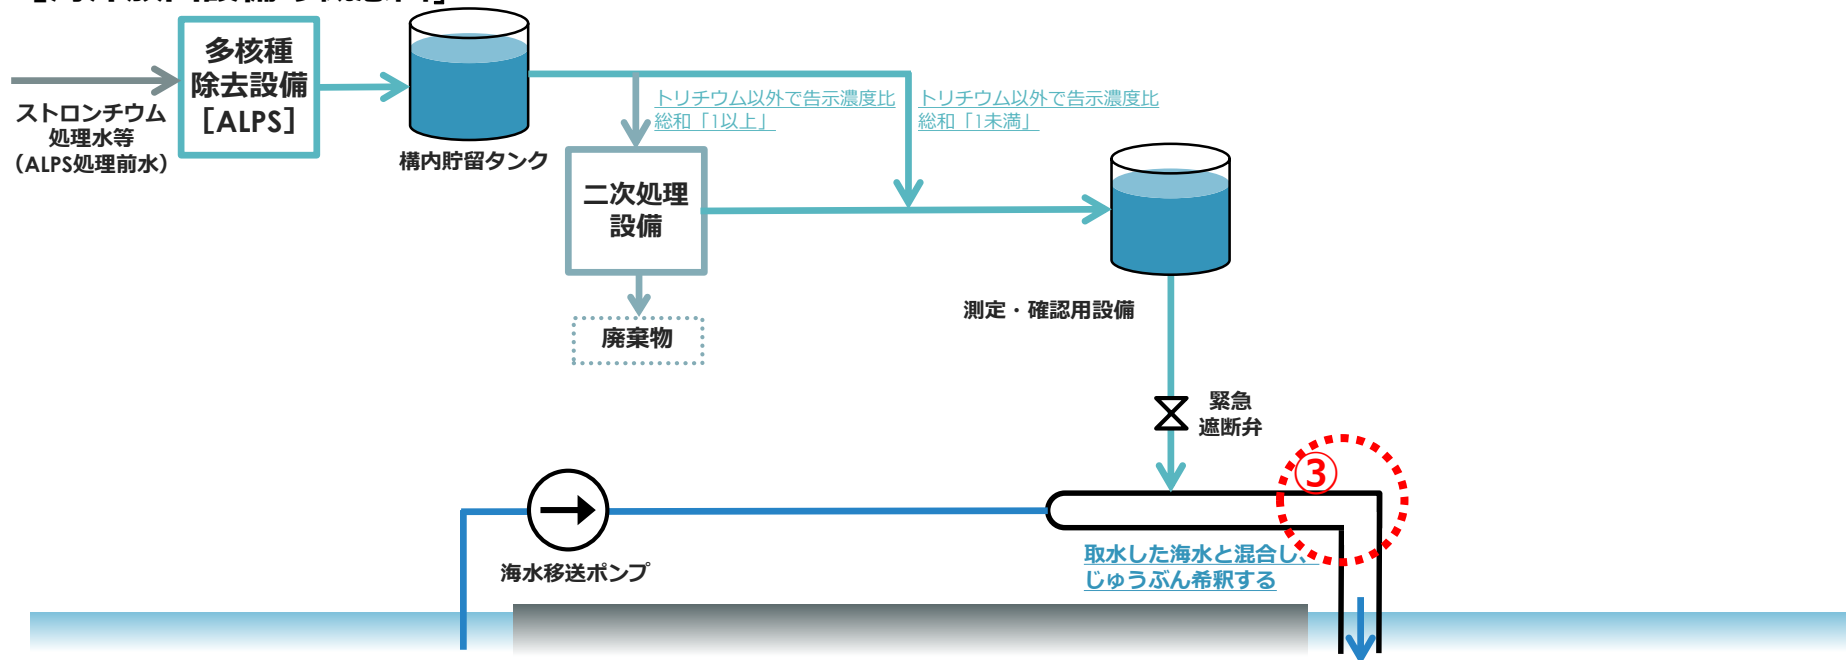 多核種
除去設備
［ALPS］
ストロンチウム
処理水等
（ALPS処理前水）
構内貯留タンク
トリチウム以外で告示濃度比
総和「1以上」
トリチウム以外で告示濃度比
総和「1未満」
二次処理
設備
廃棄物
測定・確認用設備
緊急
遮断弁
③
海水移送ポンプ
取水した海水と混合し、
じゅうぶん希釈する